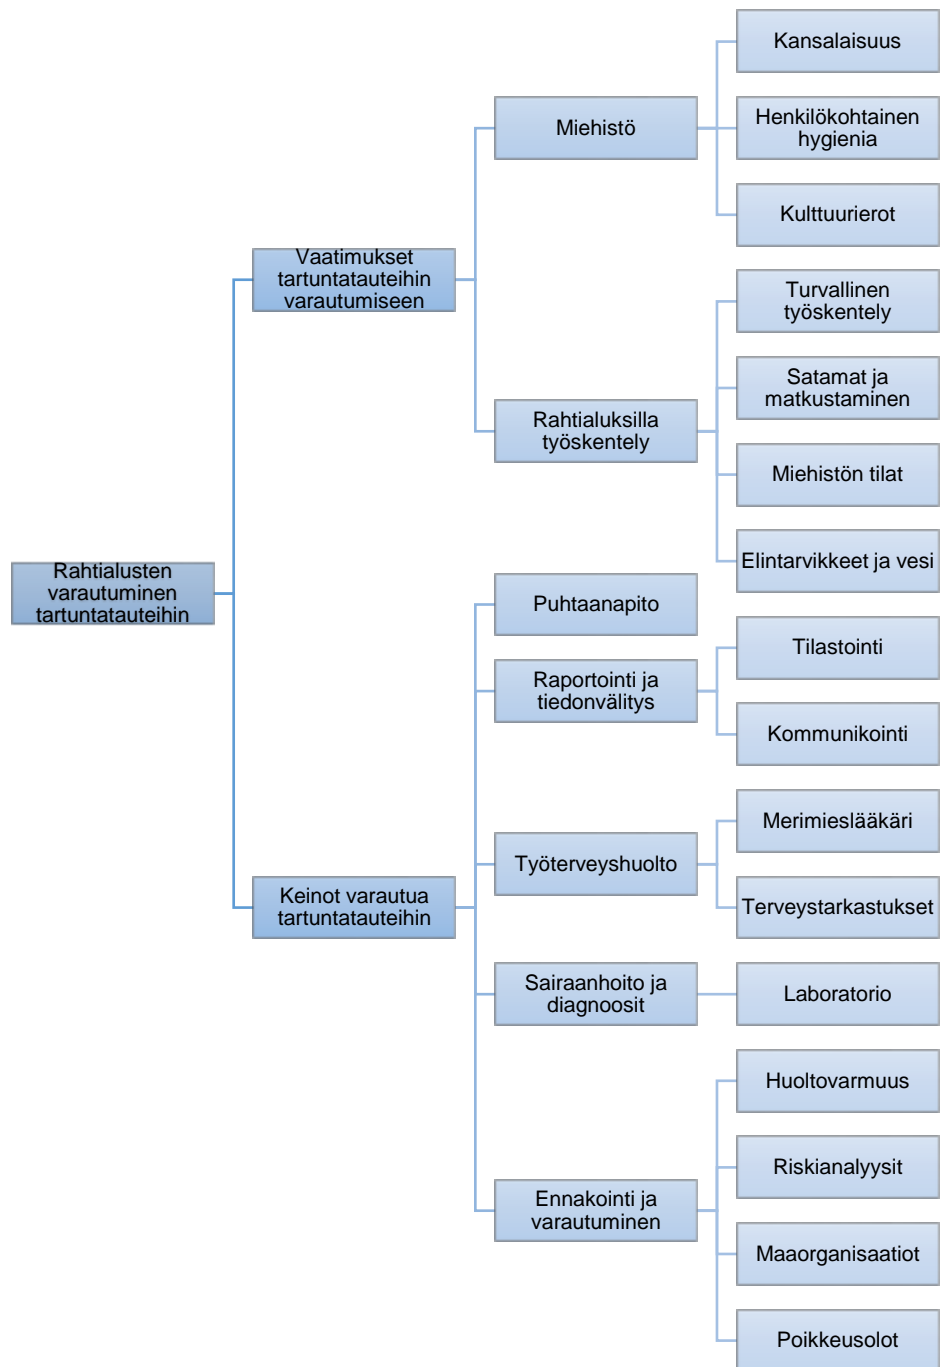 Rahtialusten
varautuminen
tartuntatauteihin
Vaatimukset
tartuntatauteihin
varautumiseen
Miehistö
Kansalaisuus
Henkilökohtainen
hygienia
Kulttuurierot
Rahtialuksilla
työskentely
Turvallinen
työskentely
Satamat ja
matkustaminen
Miehistön tilat
Elintarvikkeet ja vesi
Keinot varautua
tartuntatauteihin
Puhtaanapito
Raportointi ja
tiedonvälitys
Tilastointi
Kommunikointi
Työterveyshuolto
Merimieslääkäri
Terveystarkastukset
Sairaanhoito ja
diagnoosit
Laboratorio
Ennakointi ja
varautuminen
Huoltovarmuus
Riskianalyysit
Maaorganisaatiot
Poikkeusolot